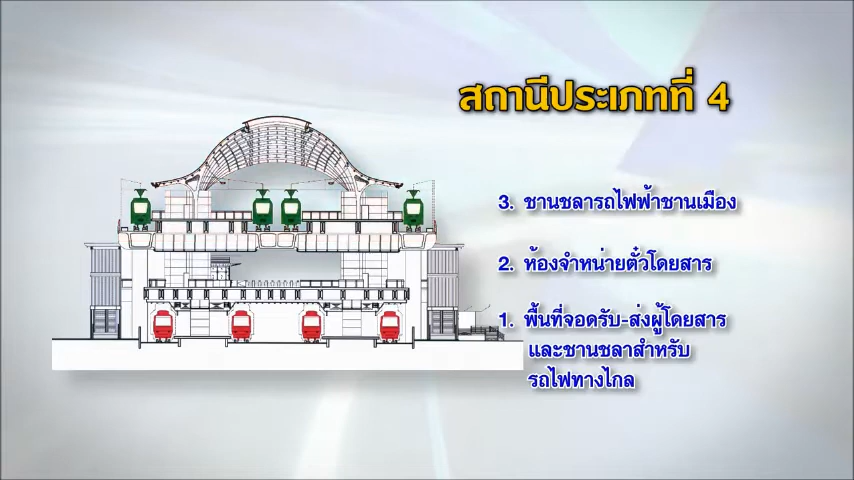 สถานีประเภทที่ 4
3. ชานชลารถไฟฟ้าชานเมือง
2. ห้องจำหน่ายตั๋วโดยสาร
1. พื้นที่จอดรับ-ส่งผู้โดยสาร
และชานชลาสำหรับ
รถไฟทางไกล